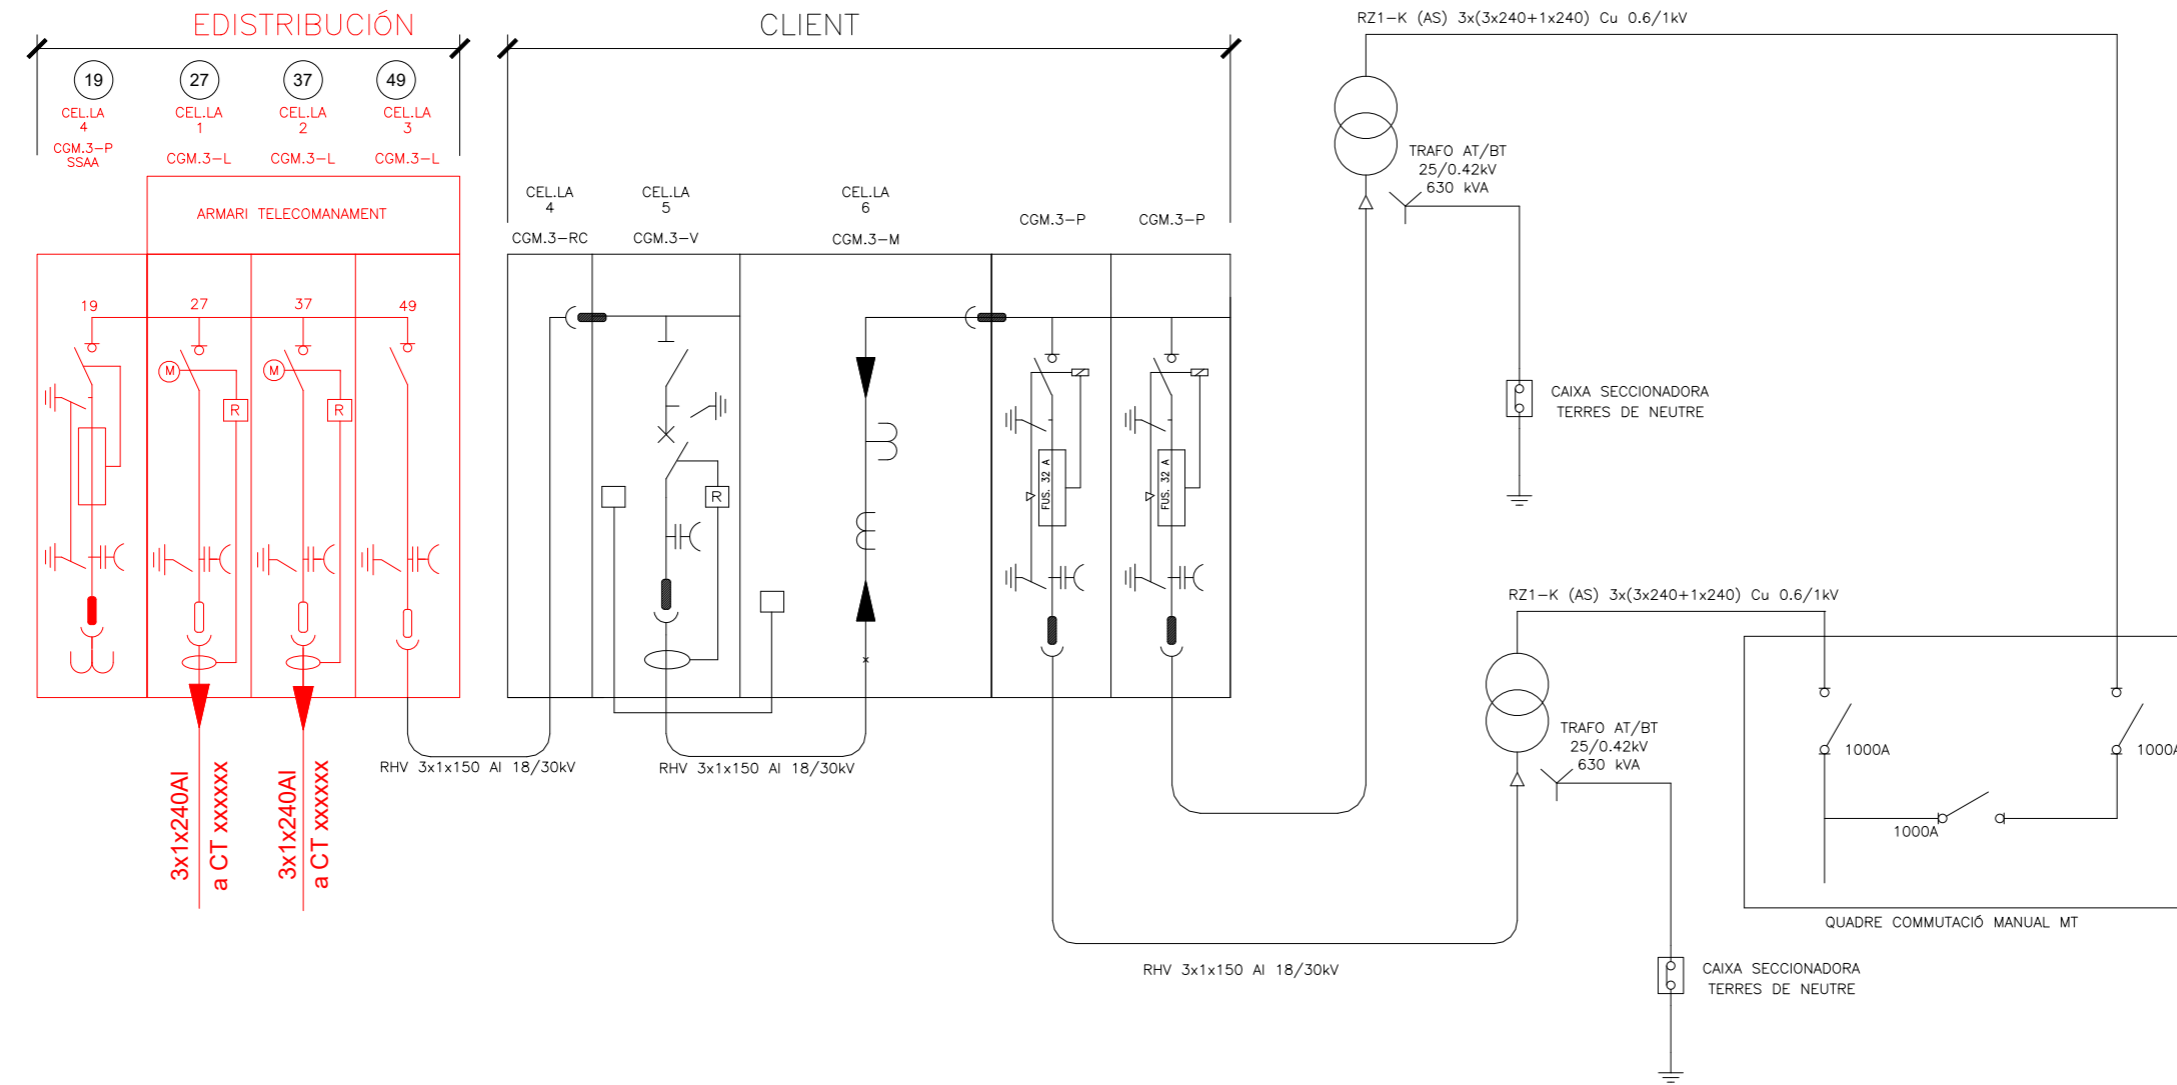 EDISTRIBUCIÓN
CLIENT
RZ1-K (AS) 3x(3x240+1x240) Cu 0.6/1kV
19
27
37
49
CEL.LA
4
CGM.3-P
SSAA
CEL.LA
1
CGM.3-L
CEL.LA
2
CGM.3-L
CEL.LA
3
CGM.3-L
ARMARI TELECOMANAMENT
CEL.LA
4
CGM.3-RC
CEL.LA
5
CGM.3-V
CEL.LA
6
CGM.3-M
CGM.3-P
CGM.3-P
TRAFO AT/BT
25/0.42kV
630 kVA
19
27
37
49
M
M
R
R
R
FUS. 32 A
FUS. 32 A
CAIXA SECCIONADORA
TERRES DE NEUTRE
RZ1-K (AS) 3x(3x240+1x240) Cu 0.6/1kV
TRAFO AT/BT
25/0.42kV
630 kVA
1000A
1000A
1000A
QUADRE COMMUTACIÓ MANUAL MT
RHV 3x1x150 Al 18/30kV
RHV 3x1x150 Al 18/30kV
3x1x240Al
a CT xxxxxx
3x1x240Al
a CT xxxxxx
RHV 3x1x150 Al 18/30kV
CAIXA SECCIONADORA
TERRES DE NEUTRE